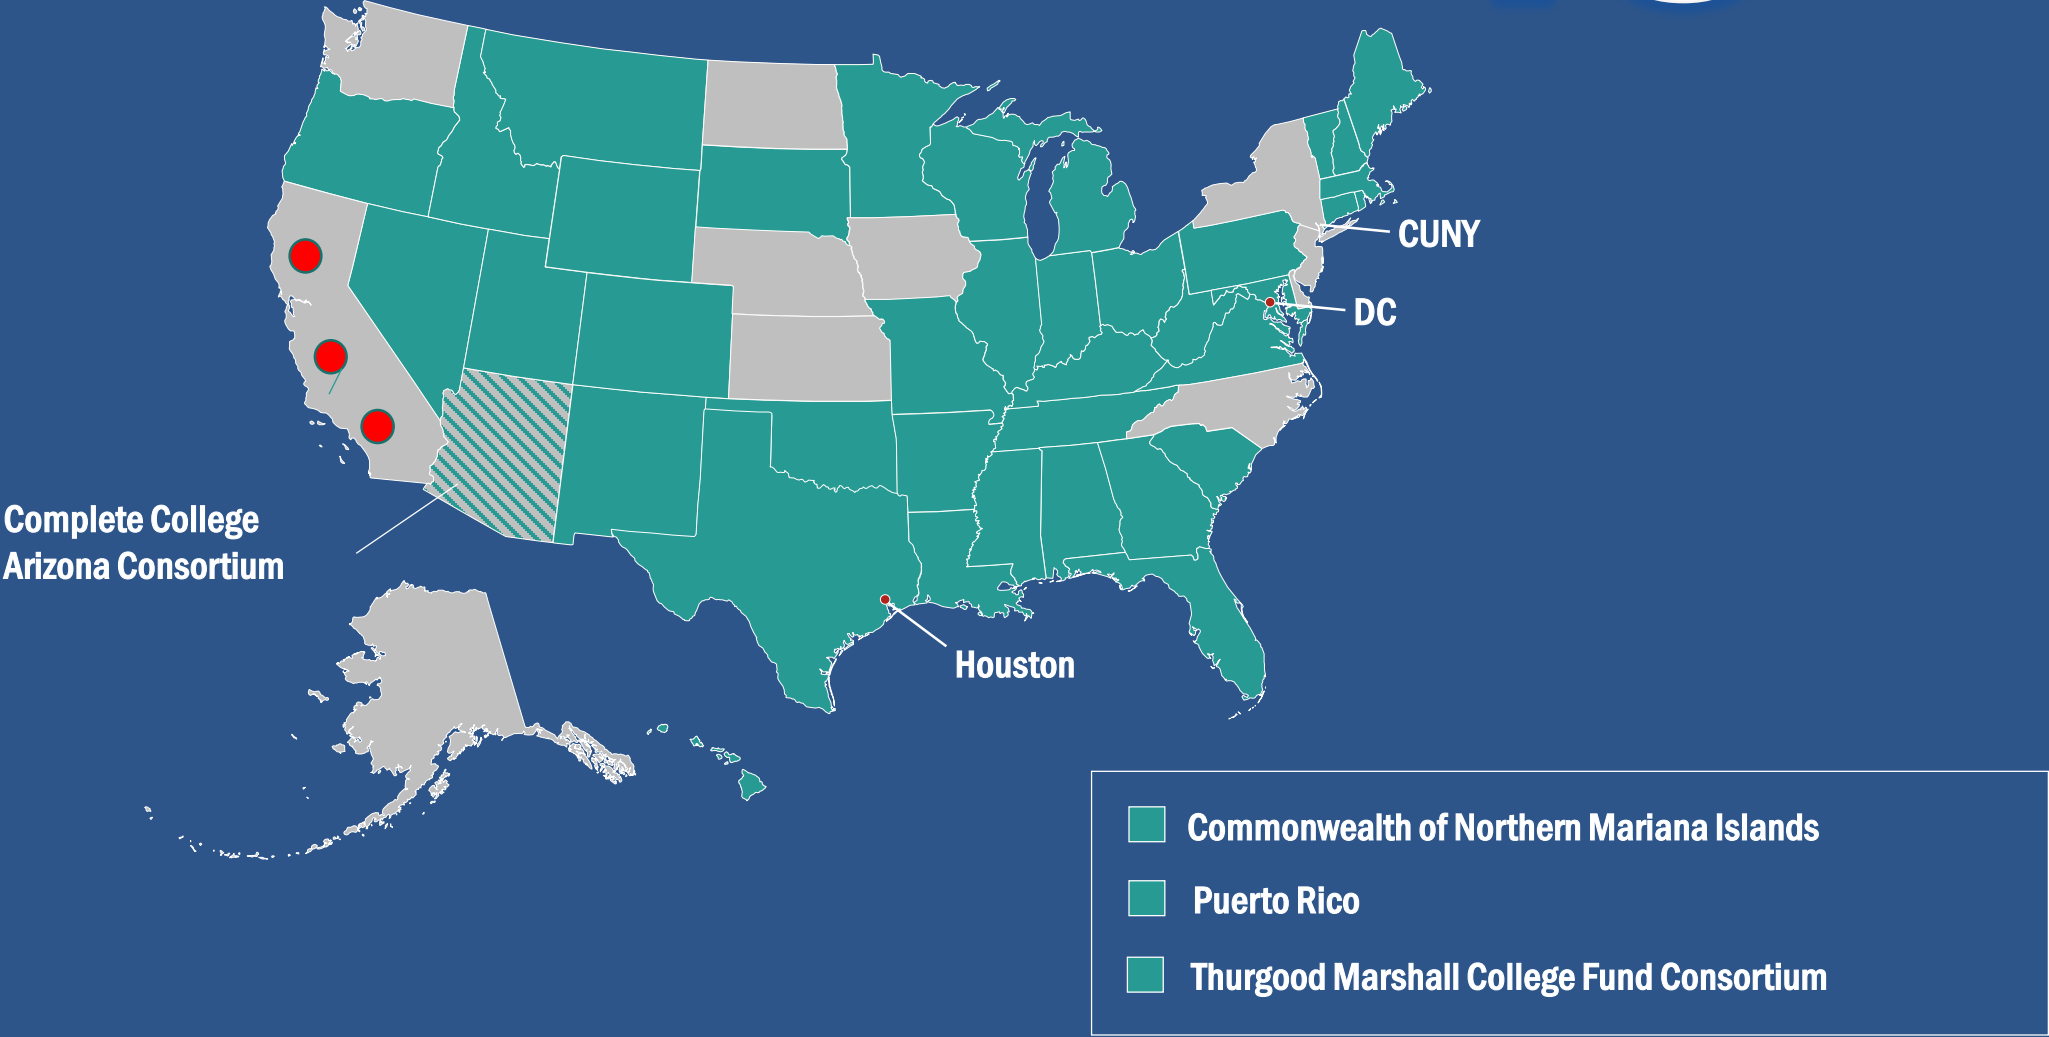 CUNY
DC
Complete College
Arizona Consortium
Houston
Commonwealth of Northern Mariana Islands
Puerto Rico
Thurgood Marshall College Fund Consortium